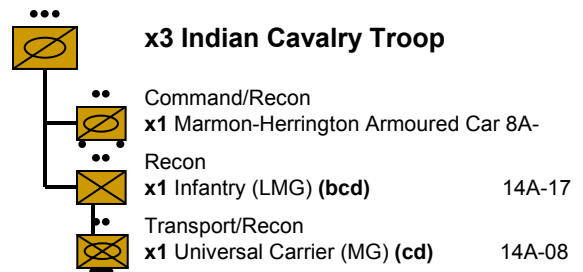 x3 Indian Cavalry Troop
Command/Recon
x1 Marmon-Herrington Armoured Car 8A-
Recon
x1 Infantry (LMG) (bcd) 14A-17
Transport/Recon
x1 Universal Carrier (MG) (cd) 14A-08